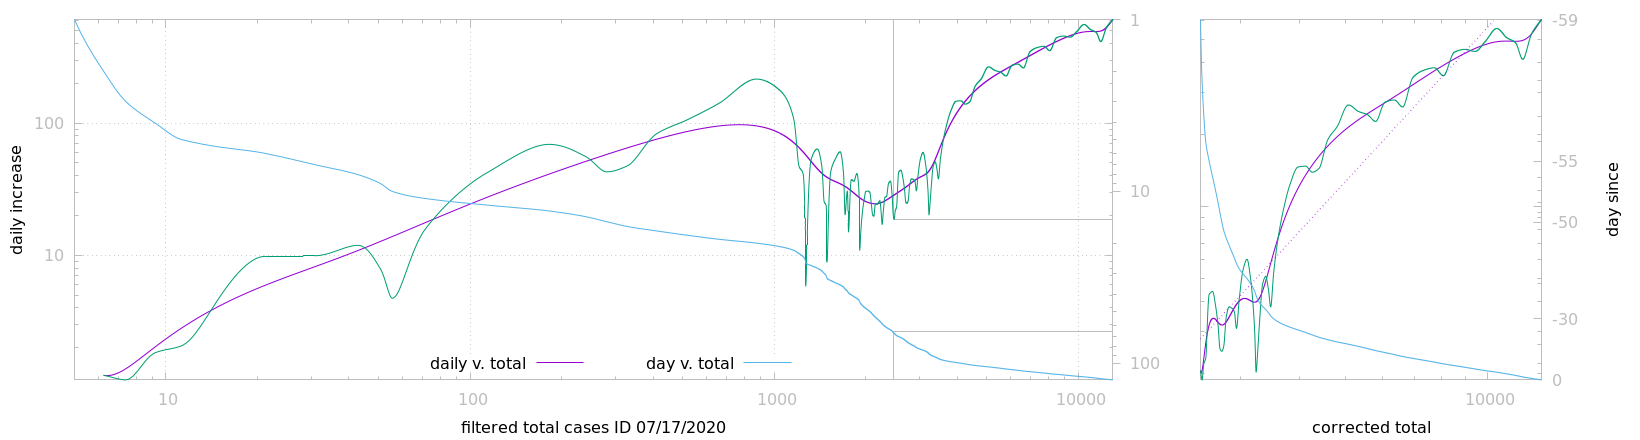 1
-59
100
daily increase
10
10
-55
-50
day since
-30
daily v. total
day v. total
100
0
10
100
1000
10000
10000
filtered total cases ID 07/17/2020
corrected total